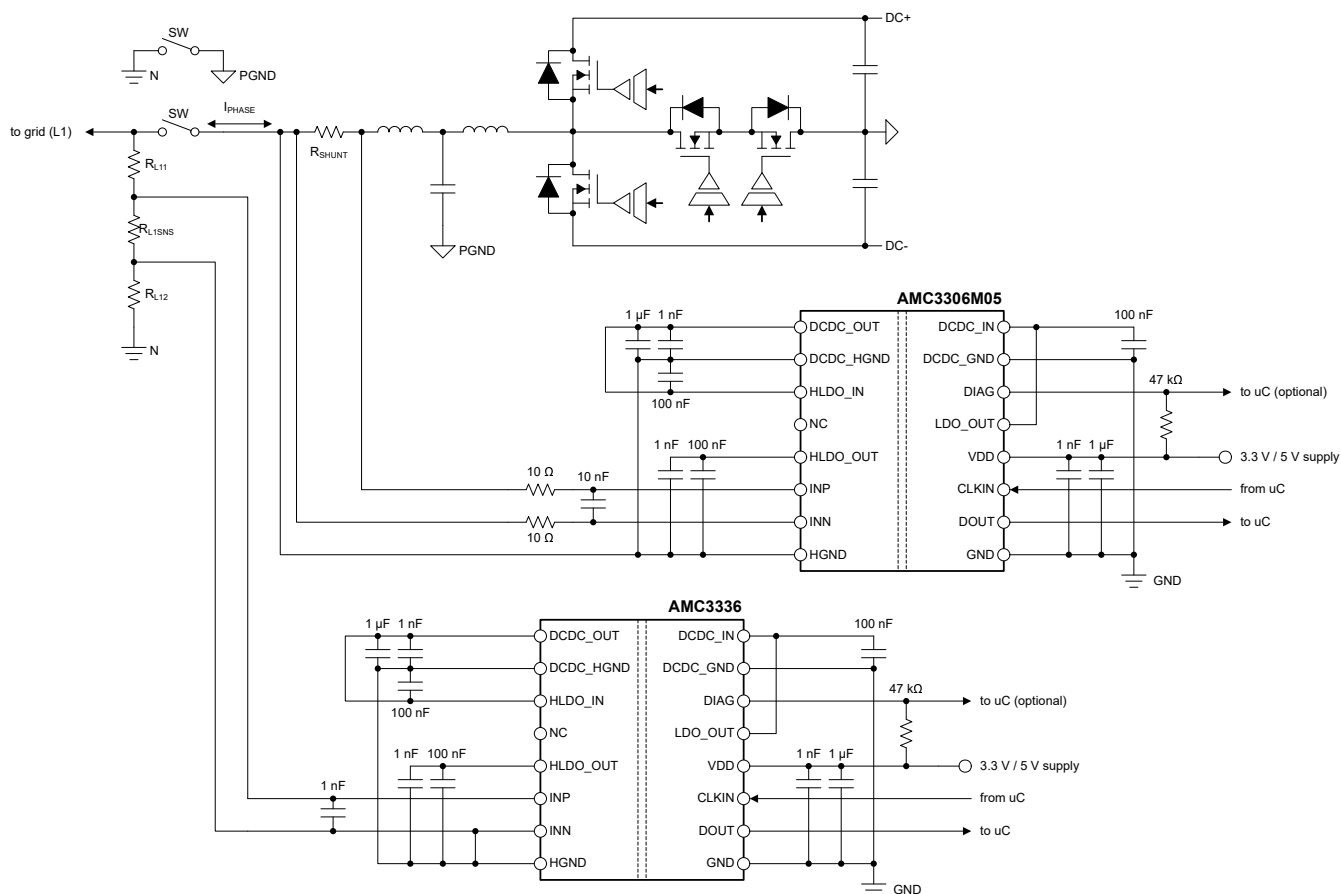 DC+
SW
N
PGND
SW
I_PHASE
to grid (L1)
R_SHUNT
R_L11
R_L1SNS
PGND
DC-
R_L12
N
AMC3306M05
1 µF 1 nF
100 nF
DCDC_OUT
DCDC_IN
DCDC_HGND
DCDC_GND
47 kΩ
HLDO_IN
DIAG
to uC (optional)
100 nF
NC
LDO_OUT
1 nF 100 nF
1 nF 1 µF
HLDO_OUT
VDD
3.3 V / 5 V supply
10 Ω
10 nF
INP
CLKIN
from uC
INN
DOUT
to uC
10 Ω
HGND
GND
GND
AMC3336
1 µF 1 nF
100 nF
DCDC_OUT
DCDC_IN
DCDC_HGND
DCDC_GND
47 kΩ
HLDO_IN
DIAG
to uC (optional)
100 nF
NC
LDO_OUT
1 nF 100 nF
1 nF 1 µF
HLDO_OUT
VDD
3.3 V / 5 V supply
1 nF
INP
CLKIN
from uC
INN
DOUT
to uC
HGND
GND
GND